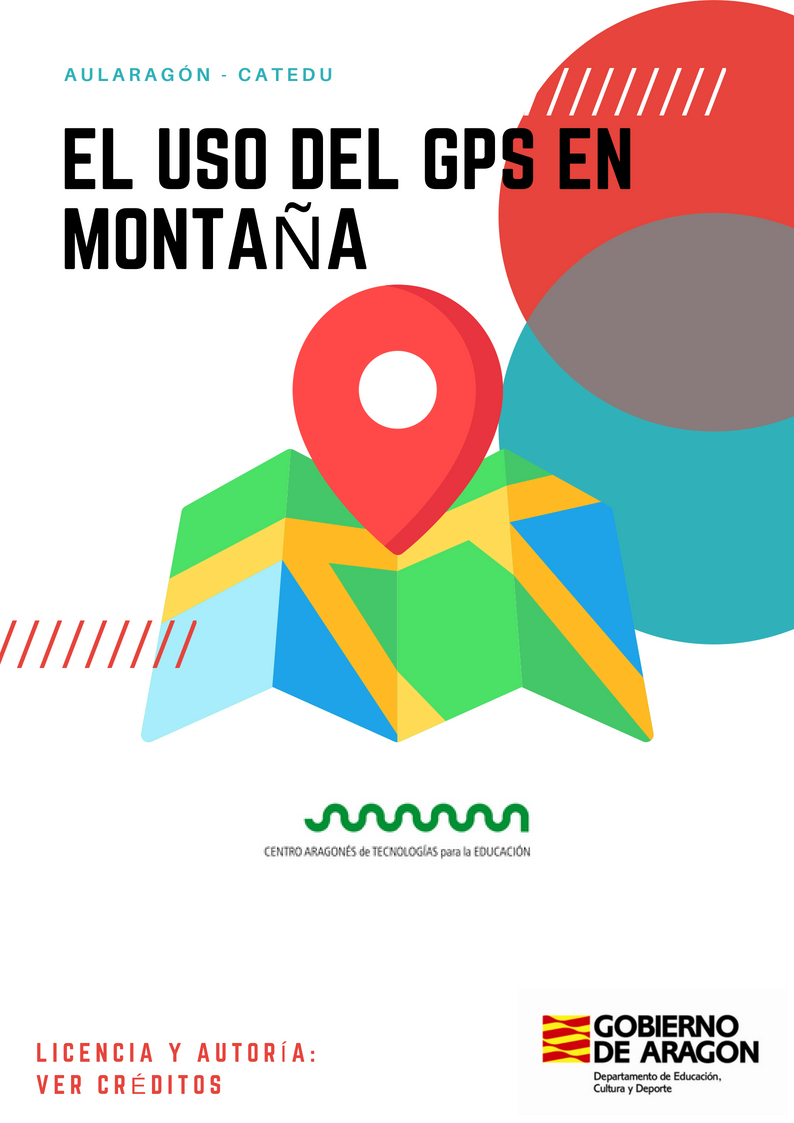 AULARAGÓN - CATEDU
EL USO DEL GPS EN
MONTAÑA
CENTRO ARAGONÉS de TECNOLOGÍAS para la EDUCACIÓN
LICENCIA Y AUTORÍA:
VER CRÉDITOS
GOBIERNO
DE ARAGON
Departamento de Educación,
Cultura y Deporte